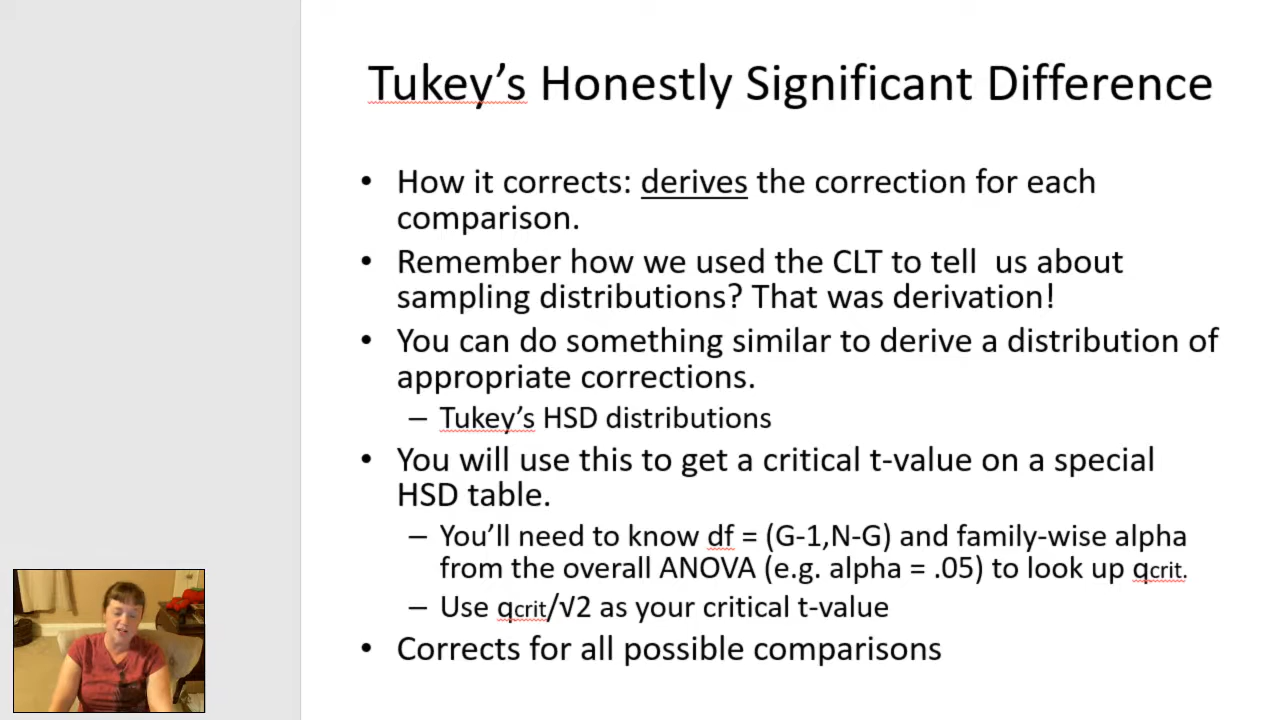 Tukey’s Honestly Significant Difference
• How it corrects: derives the correction for each
comparison.
• Remember how we used the CLT to tell  us about
sampling distributions? That was derivation!
• You can do something similar to derive a distribution of
appropriate corrections.
– Tukey’s HSD distributions
• You will use this to get a critical t-value on a special
HSD table.
– You’ll need to know df = (G-1,N-G) and family-wise alpha
from the overall ANOVA (e.g. alpha = .05) to look up qcrit.
– Use qcrit/√2 as your critical t-value
• Corrects for all possible comparisons